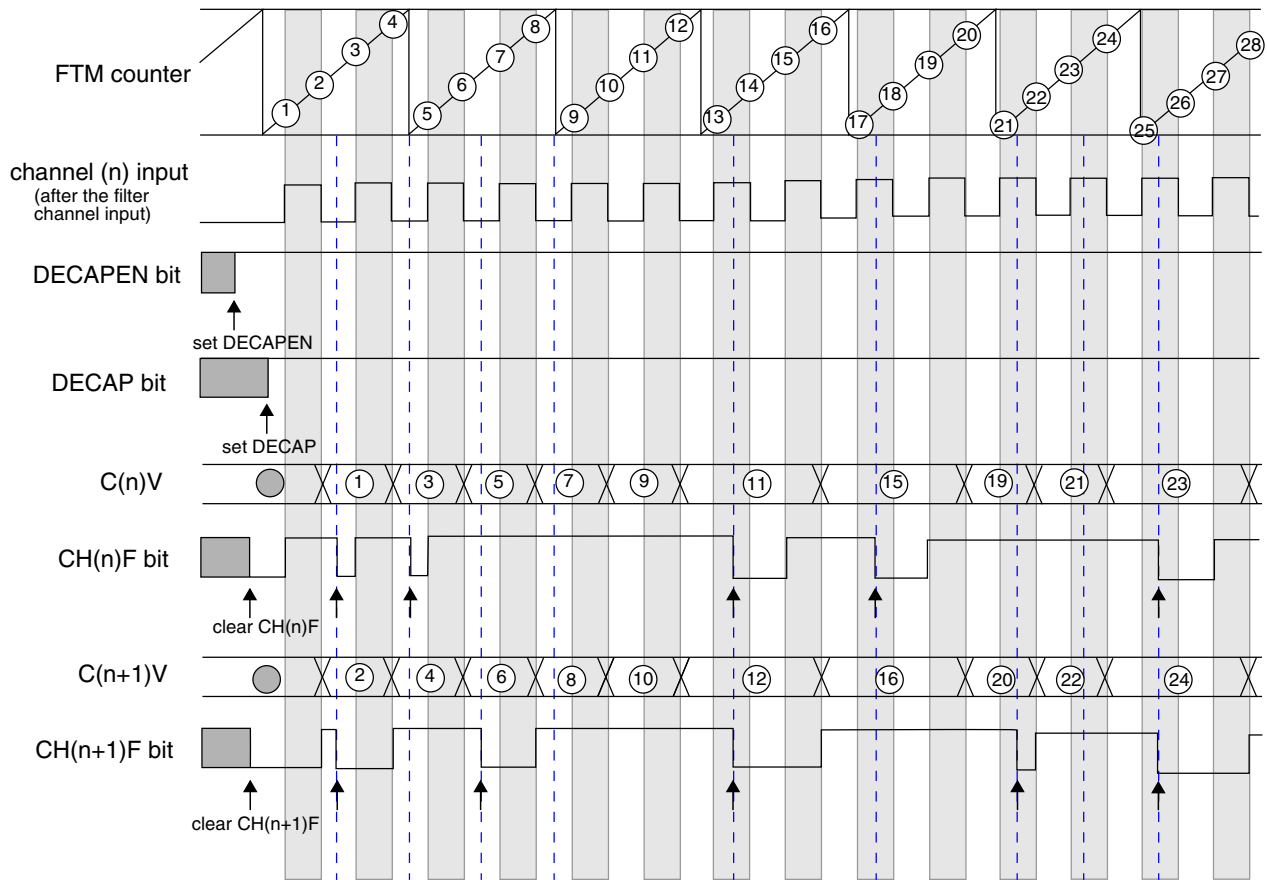 FTM counter
1 2 3 4 5 6 7 8 9 10 11 12 13 14 15 16 17 18 19 20 21 22 23 24 25 26 27 28
channel (n) input
(after the filter
channel input)
DECAPEN bit
set DECAPEN
DECAP bit
set DECAP
C(n)V
1 3 5 7 9 11 15 19 21 23
CH(n)F bit
clear CH(n)F
C(n+1)V
2 4 6 8 10 12 16 20 22 24
CH(n+1)F bit
clear CH(n+1)F